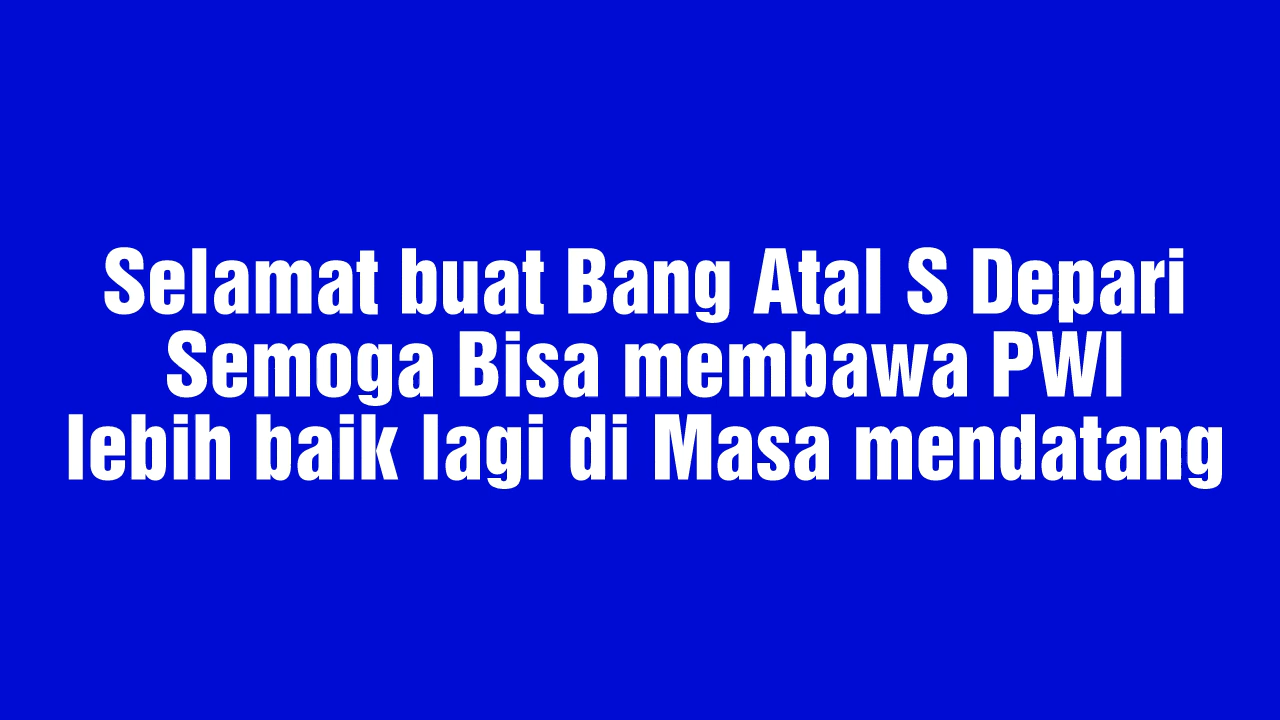 Selamat buat Bang Atal S Depari
Semoga Bisa membawa PWI
lebih baik lagi di Masa mendatang